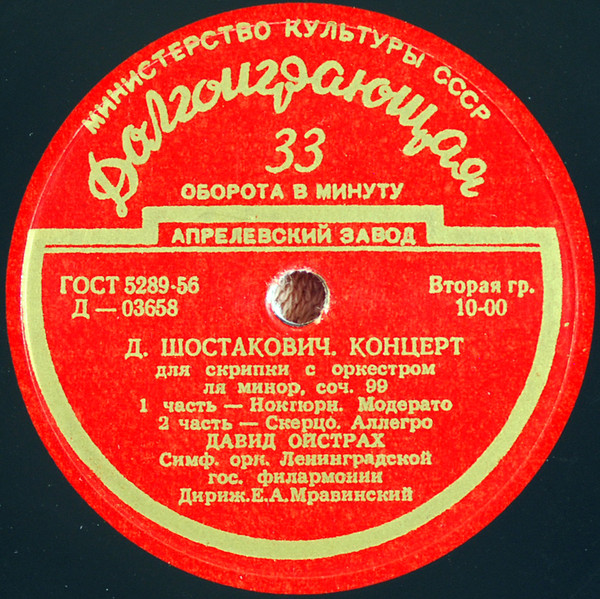 МИНИСТЕРСТВО КУЛЬТУРЫ СССР
Долгоиграющая
33
ОБОРОТА В МИНУТУ
АПРЕЛЕВСКИЙ ЗАВОД
ГОСТ 5289-56
Д — 03658
Вторая гр.
10-00
Д. ШОСТАКОВИЧ. КОНЦЕРТ
для скрипки с оркестром
ля минор, соч. 99
1 часть — Ноктюрн. Модерато
2 часть — Скерцо. Аллегро
ДАВИД ОЙСТРАХ
Симф. орк. Ленинградской
гос. филармонии
Дириж. Е.А. Мравинский